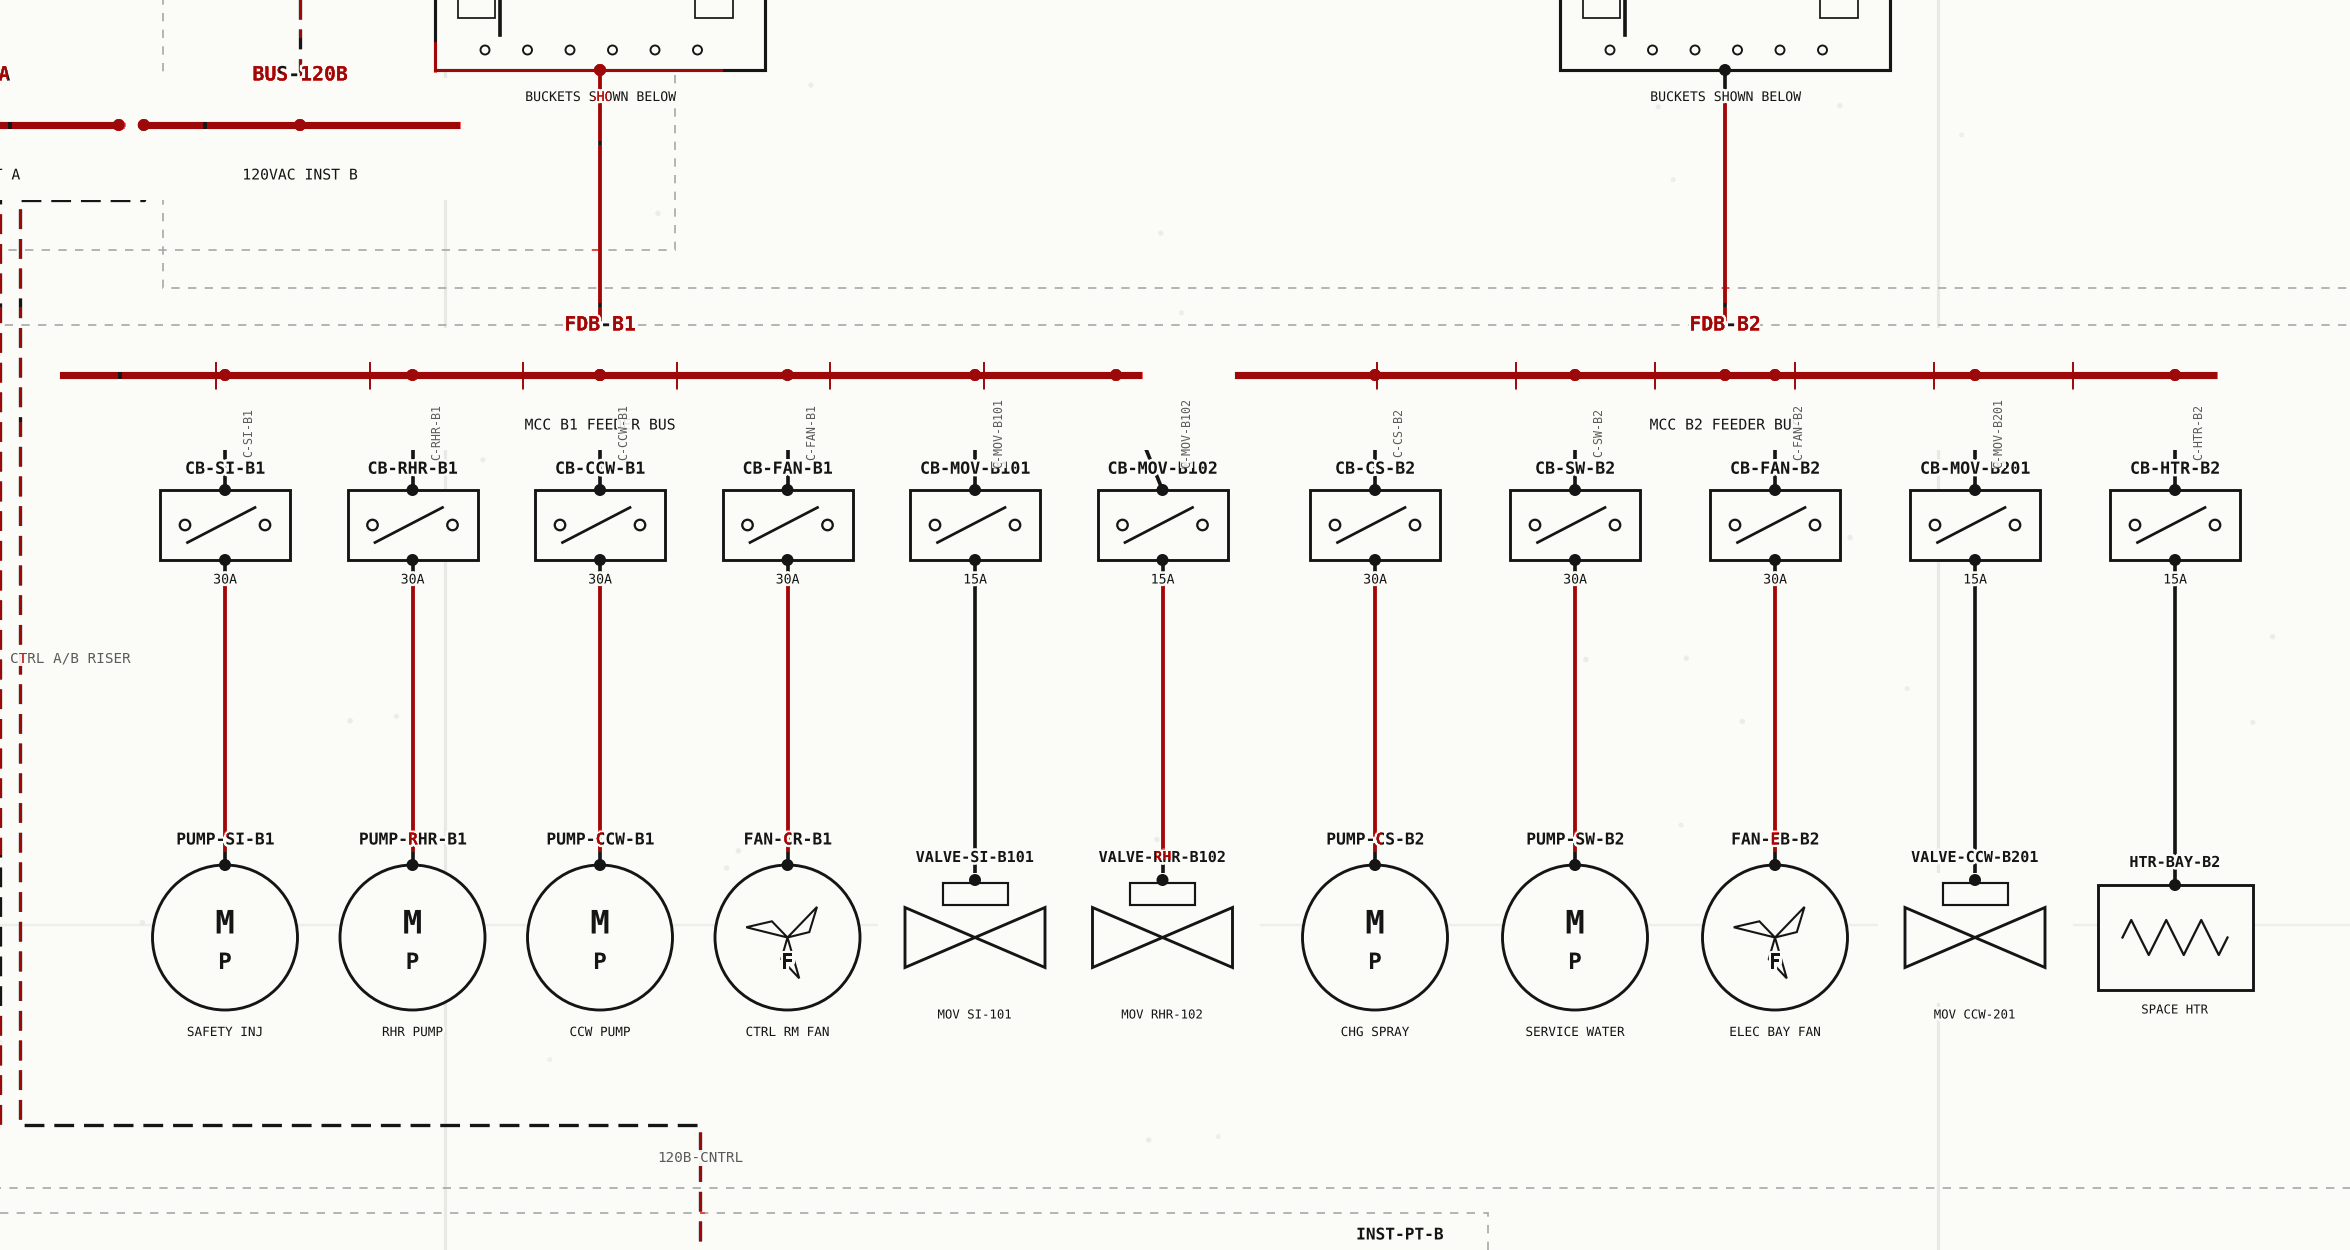 A
BUS-120B
BUCKETS SHOWN BELOW
BUCKETS SHOWN BELOW
A
120VAC INST B
FDB-B1
FDB-B2
MCC B1 FEEDER BUS
MCC B2 FEEDER BUS
C-SI-B1
C-RHR-B1
C-CCW-B1
C-FAN-B1
C-MOV-B101
C-MOV-B102
C-CS-B2
C-SW-B2
C-FAN-B2
C-MOV-B201
C-HTR-B2
CB-SI-B1
CB-RHR-B1
CB-CCW-B1
CB-FAN-B1
CB-MOV-B101
CB-MOV-B102
CB-CS-B2
CB-SW-B2
CB-FAN-B2
CB-MOV-B201
CB-HTR-B2
30A
30A
30A
30A
15A
15A
30A
30A
30A
15A
15A
CTRL A/B RISER
PUMP-SI-B1
PUMP-RHR-B1
PUMP-CCW-B1
FAN-CR-B1
VALVE-SI-B101
VALVE-RHR-B102
PUMP-CS-B2
PUMP-SW-B2
FAN-EB-B2
VALVE-CCW-B201
HTR-BAY-B2
M
P
M
P
M
P
F
M
P
M
P
F
SAFETY INJ
RHR PUMP
CCW PUMP
CTRL RM FAN
MOV SI-101
MOV RHR-102
CHG SPRAY
SERVICE WATER
ELEC BAY FAN
MOV CCW-201
SPACE HTR
120B-CNTRL
INST-PT-B